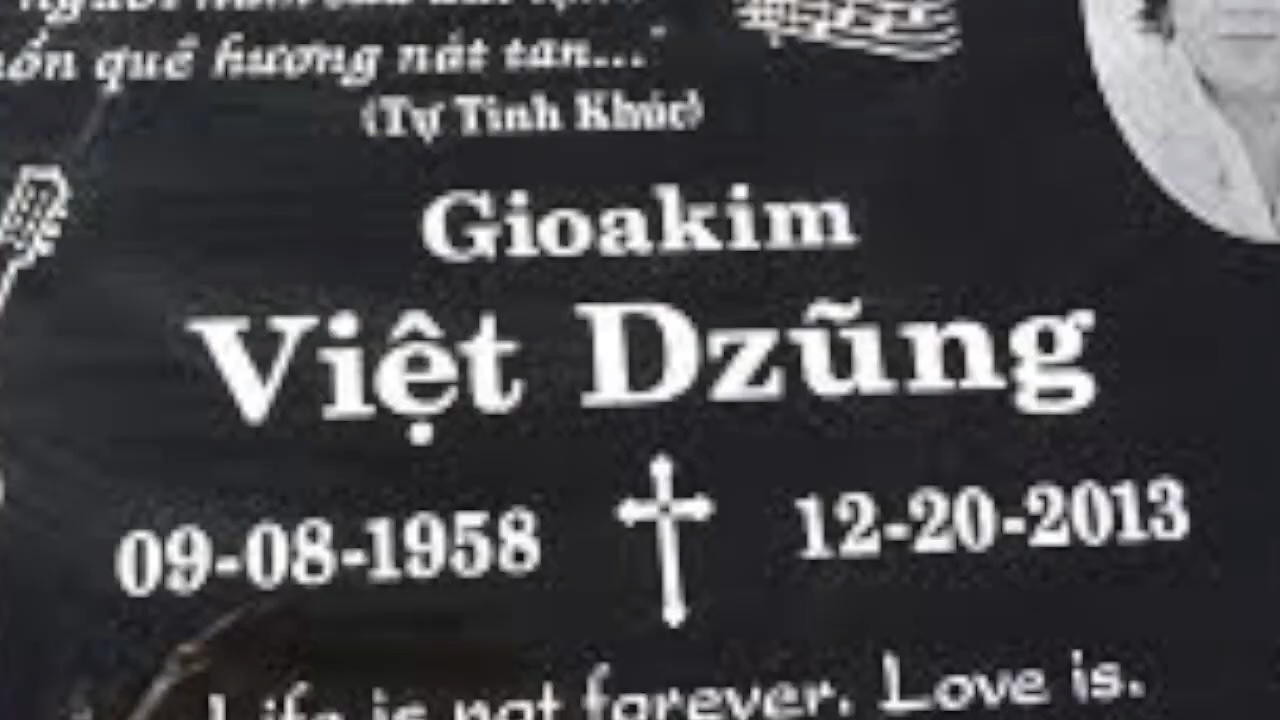 quê hương nát tan..."
(Tự Tình Khúc)
Gioakim
Việt Dzũng
09-08-1958 12-20-2013
Life is not forever. Love is.